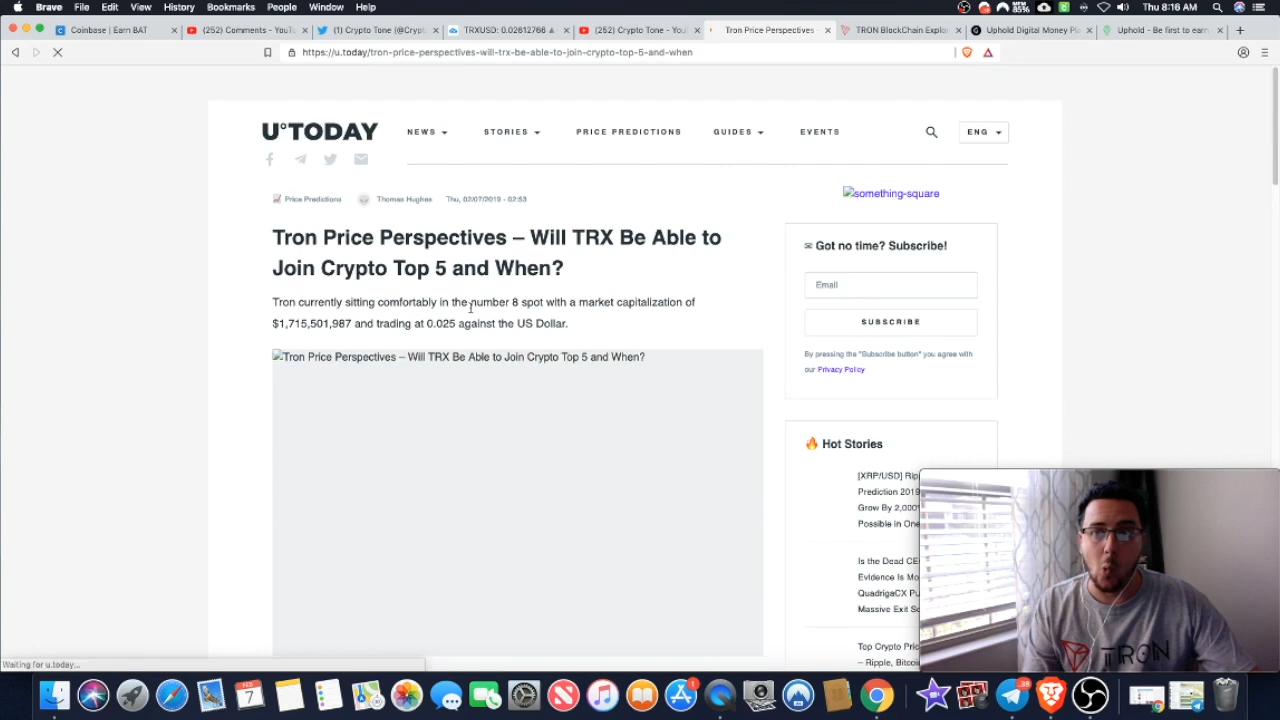 Brave File Edit View History Bookmarks People Window Help
Thu 8:16 AM
Coinbase | Earn BAT
(252) Comments - YouTu
(1) Crypto Tone (@Crypt
TRXUSD: 0.02612766
(252) Crypto Tone - YouT
Tron Price Perspectives
TRON BlockChain Explor
Uphold Digital Money Pla
Uphold - Be first to earn
https://u.today/tron-price-perspectives-will-trx-be-able-to-join-crypto-top-5-and-when
U°TODAY
NEWS
STORIES
PRICE PREDICTIONS
GUIDES
EVENTS
ENG
Price Predictions
Thomas Hughes
Thu, 02/07/2019 - 02:53
Tron Price Perspectives – Will TRX Be Able to
Join Crypto Top 5 and When?
Tron currently sitting comfortably in the number 8 spot with a market capitalization of
$1,715,501,987 and trading at 0.025 against the US Dollar.
Tron Price Perspectives – Will TRX Be Able to Join Crypto Top 5 and When?
something-square
Got no time? Subscribe!
Email
SUBSCRIBE
By pressing the "Subscribe button" you agree with
our Privacy Policy
Hot Stories
[XRP/USD] Rip
Prediction 2019
Grow By 2,000
Possible in One
Is the Dead CE
Evidence Is Mo
QuadrigaCX Pu
Massive Exit Sc
Top Crypto Pric
– Ripple, Bitcoi
TRON
Waiting for u.today...
FEB
7
1